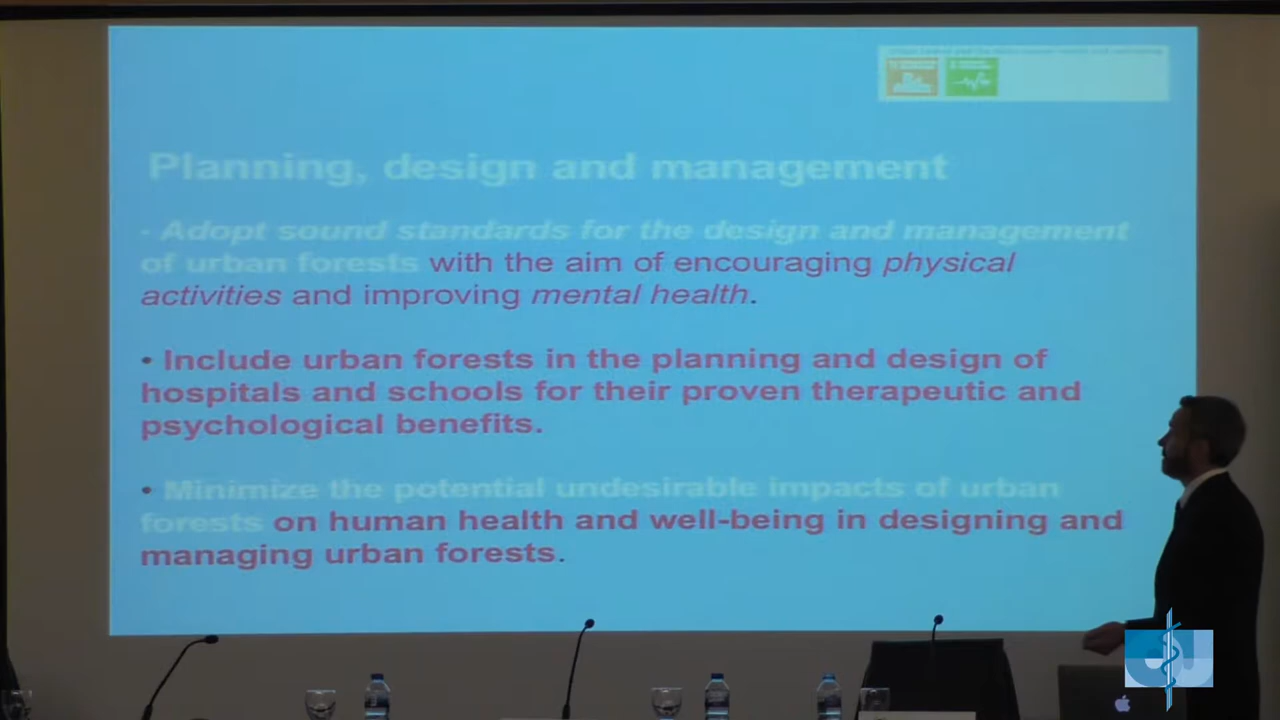 Planning, design and management
- Adopt sound standards for the design and management
of urban forests with the aim of encouraging physical
activities and improving mental health.
• Include urban forests in the planning and design of
hospitals and schools for their proven therapeutic and
psychological benefits.
• Minimize the potential undesirable impacts of urban
forests on human health and well-being in designing and
managing urban forests.